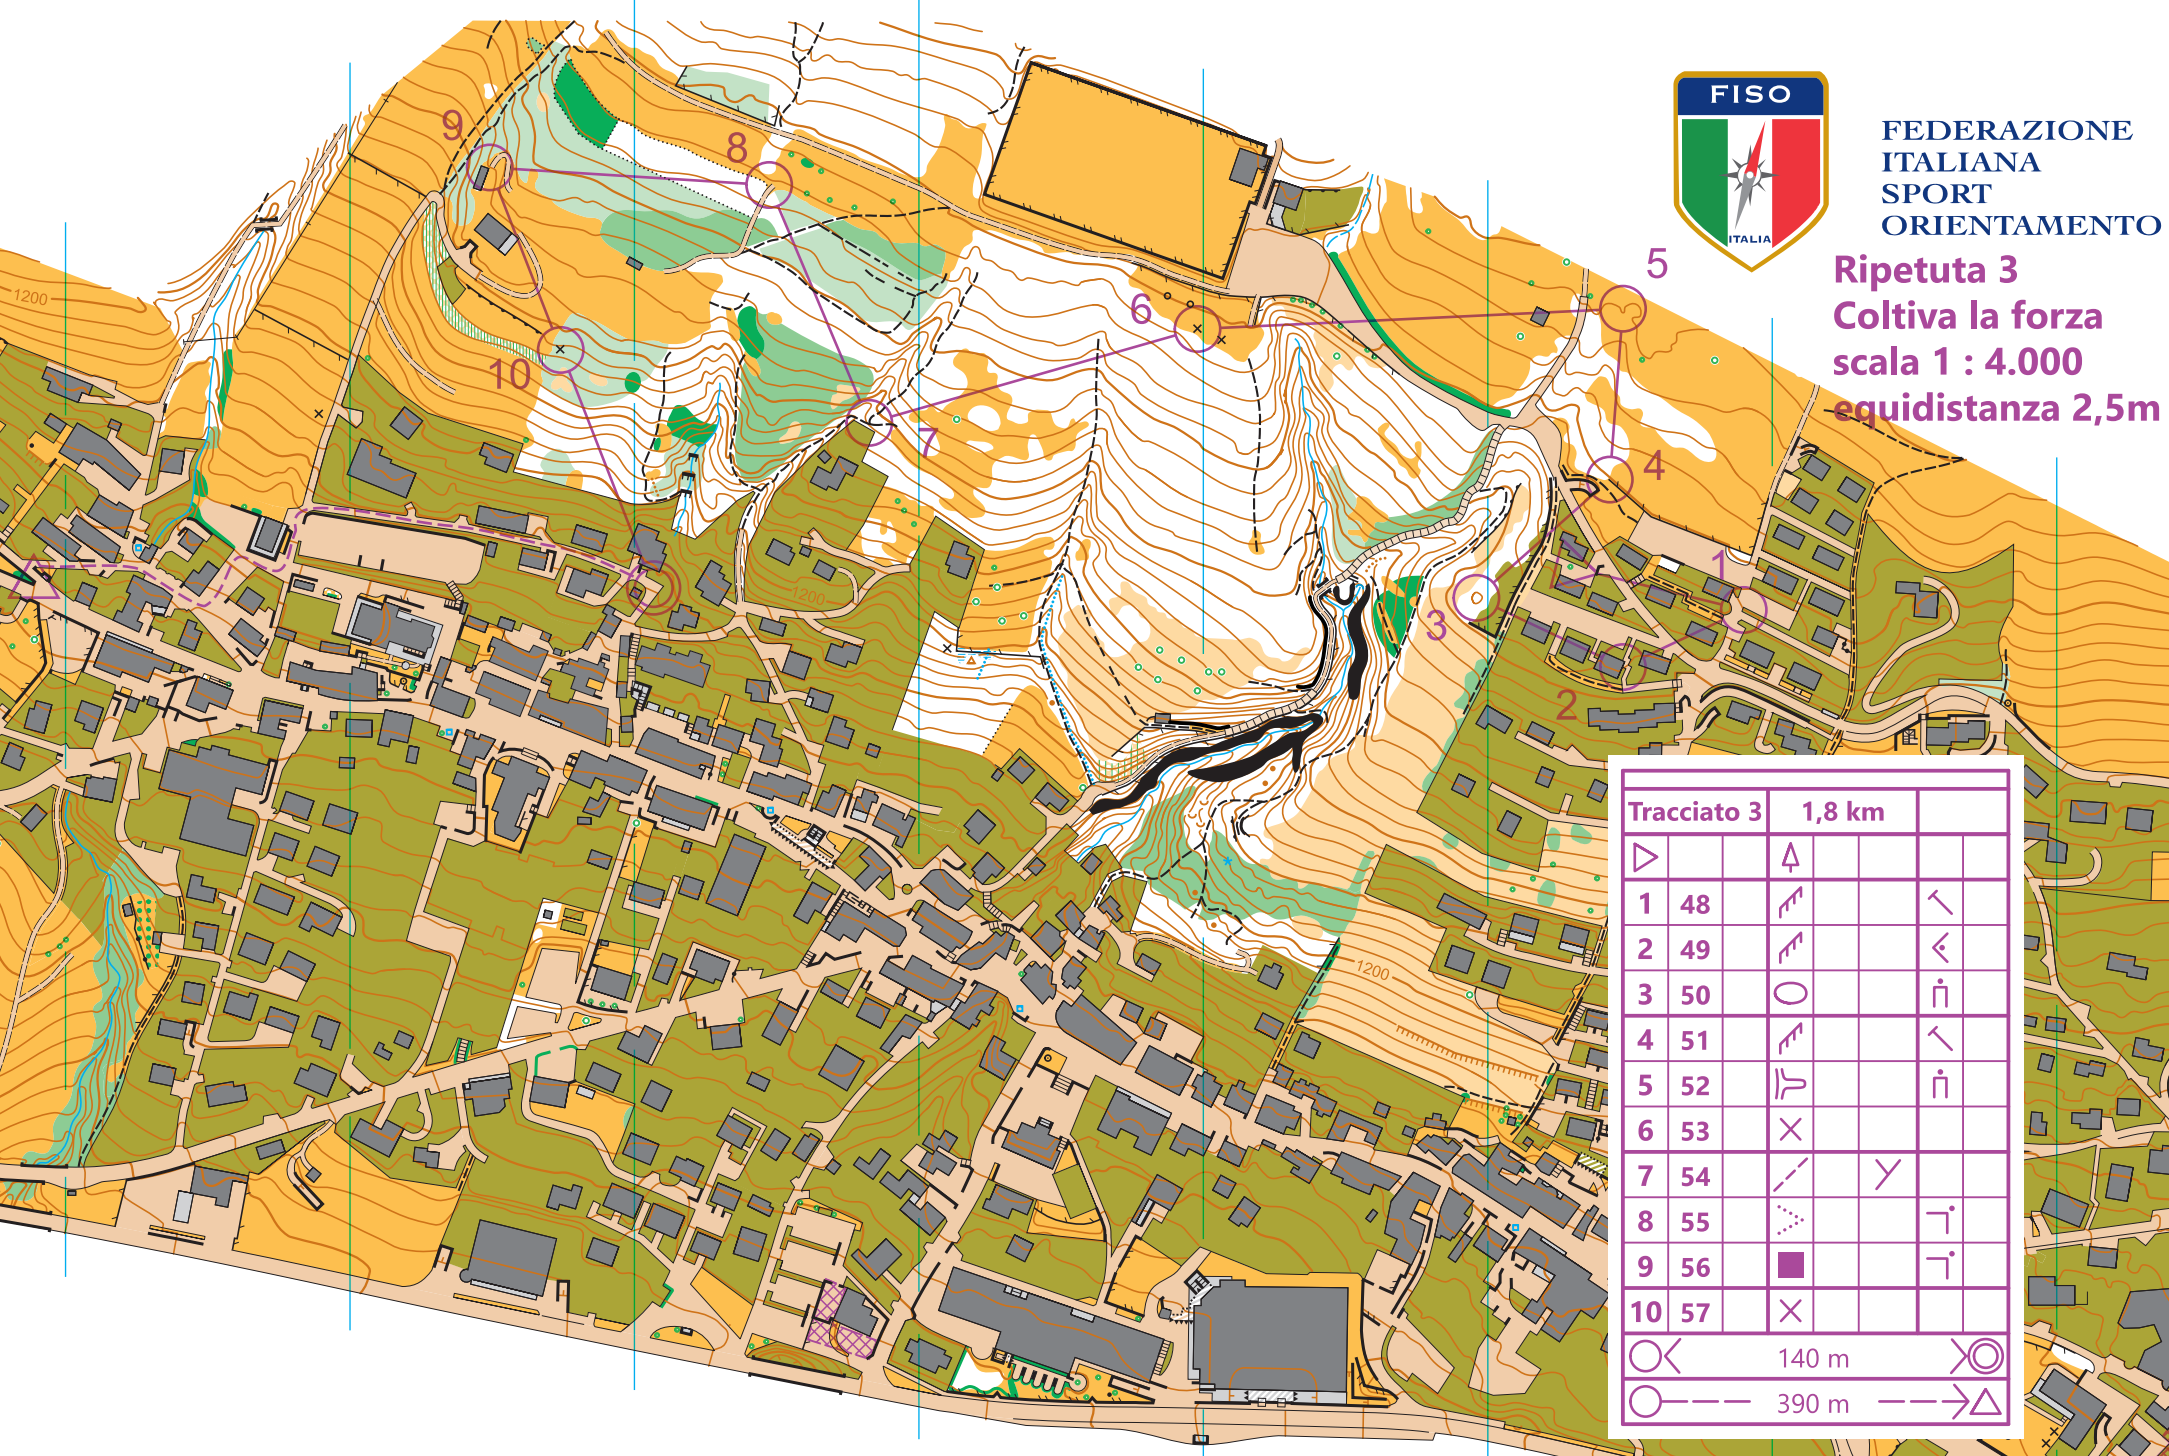 FISO
ITALIA
FEDERAZIONE
ITALIANA
SPORT
ORIENTAMENTO
Ripetuta 3
Coltiva la forza
scala 1 : 4.000
equidistanza 2,5m
9
8
5
6
10
7
4
1
3
2
1200
1200
1200
Tracciato 3 1,8 km
1 48
2 49
3 50
4 51
5 52
6 53
7 54
8 55
9 56
10 57
140 m
390 m